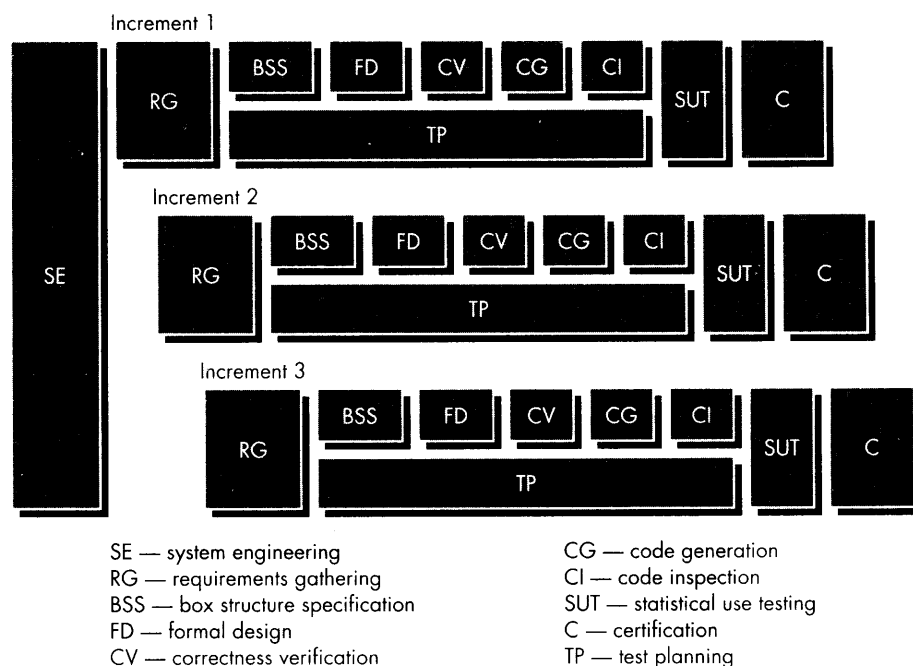 Increment 1
BSS FD CV CG CI
RG SUT C
TP
Increment 2
BSS FD CV CG CI
SE RG SUT C
TP
Increment 3
BSS FD CV CG CI
RG SUT C
TP
SE — system engineering
RG — requirements gathering
BSS — box structure specification
FD — formal design
CV — correctness verification
CG — code generation
CI — code inspection
SUT — statistical use testing
C — certification
TP — test planning